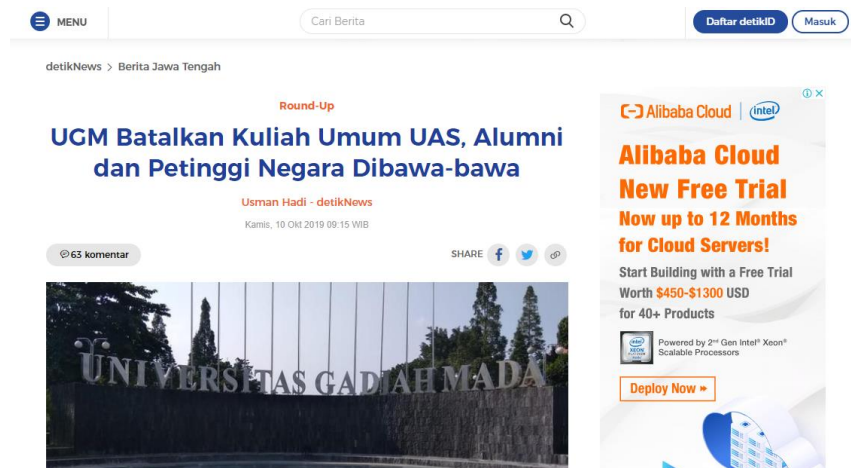 MENU
Cari Berita
Daftar detikID
Masuk
detikNews > Berita Jawa Tengah
Round-Up
UGM Batalkan Kuliah Umum UAS, Alumni
dan Petinggi Negara Dibawa-bawa
Usman Hadi - detikNews
Kamis, 10 Okt 2019 09:15 WIB
63 komentar
SHARE
UNIVERSITAS GADJAH MADA
Alibaba Cloud | intel
Alibaba Cloud
New Free Trial
Now up to 12 Months
for Cloud Servers!
Start Building with a Free Trial
Worth $450-$1300 USD
for 40+ Products
intel
XEON
Powered by 2nd Gen Intel® Xeon®
Scalable Processors
Deploy Now